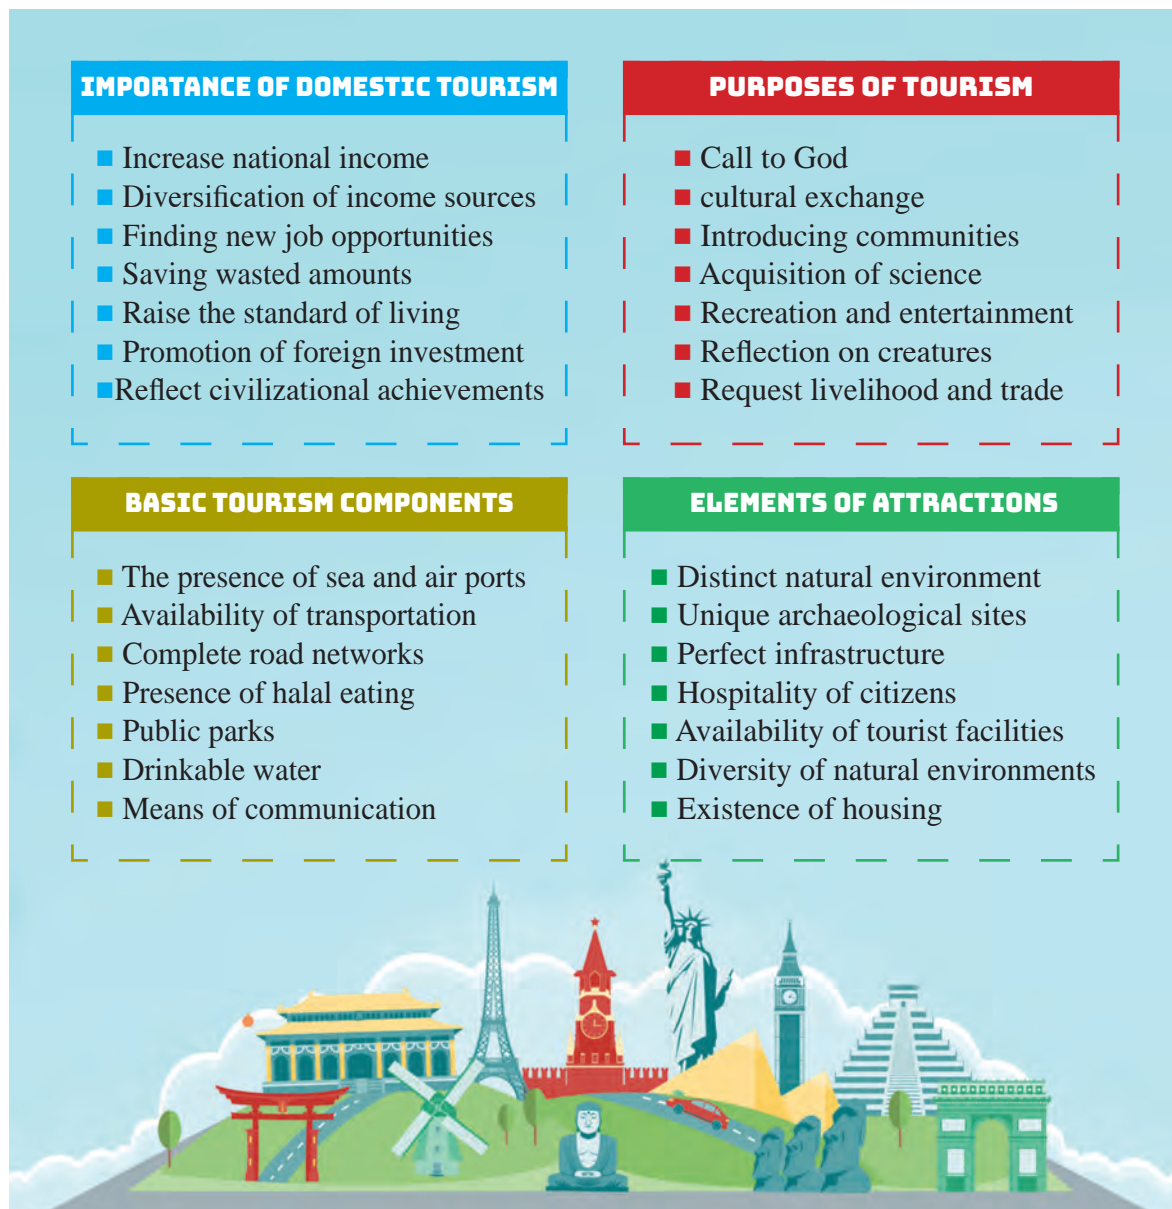 IMPORTANCE OF DOMESTIC TOURISM
Increase national income
Diversification of income sources
Finding new job opportunities
Saving wasted amounts
Raise the standard of living
Promotion of foreign investment
Reflect civilizational achievements
PURPOSES OF TOURISM
Call to God
cultural exchange
Introducing communities
Acquisition of science
Recreation and entertainment
Reflection on creatures
Request livelihood and trade
BASIC TOURISM COMPONENTS
The presence of sea and air ports
Availability of transportation
Complete road networks
Presence of halal eating
Public parks
Drinkable water
Means of communication
ELEMENTS OF ATTRACTIONS
Distinct natural environment
Unique archaeological sites
Perfect infrastructure
Hospitality of citizens
Availability of tourist facilities
Diversity of natural environments
Existence of housing